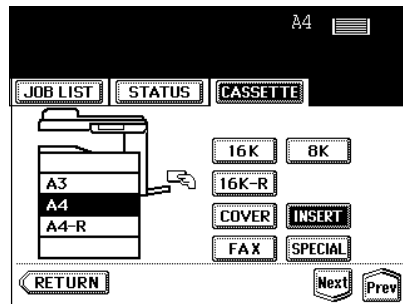 A4
JOB LIST STATUS CASSETTE
16K 8K
A3 16K-R
A4 COVER INSERT
A4-R
FAX SPECIAL
RETURN Next Prev